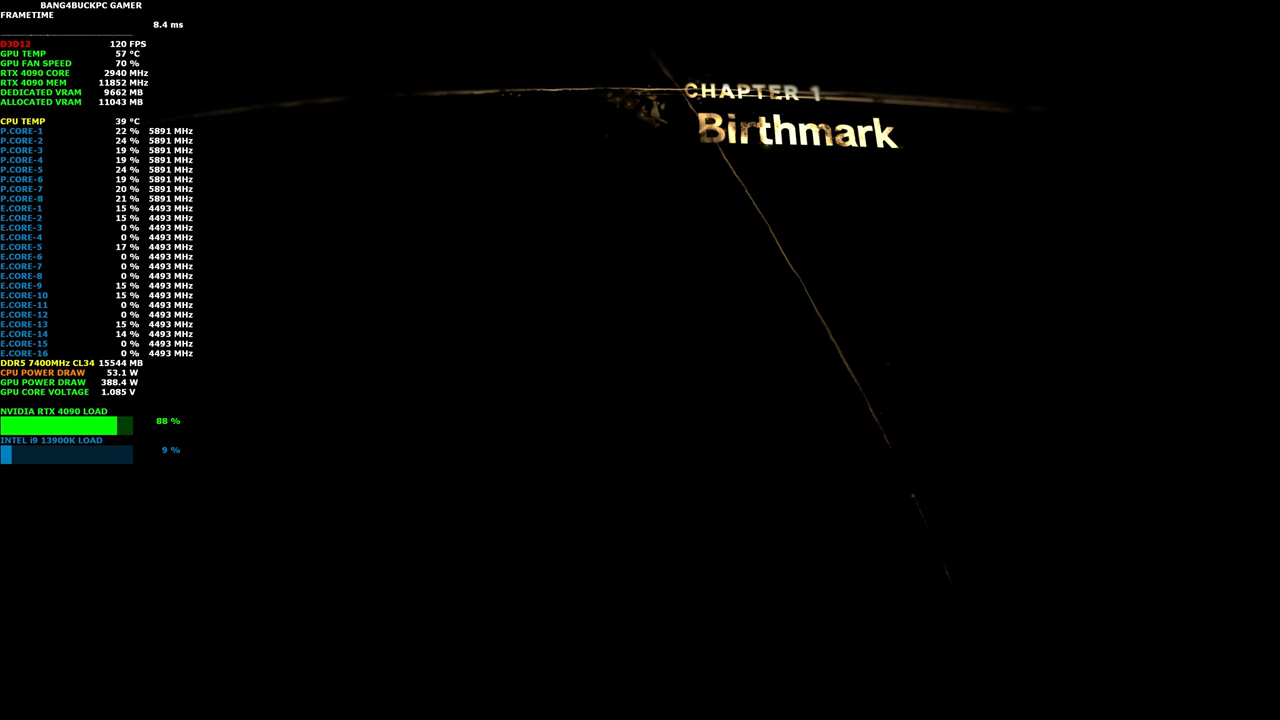 BANG4BUCKPC GAMER
FRAMETIME
8.4 ms
D3D12 120 FPS
GPU TEMP 57 °C
GPU FAN SPEED 70 %
RTX 4090 CORE 2940 MHz
RTX 4090 MEM 11852 MHz
DEDICATED VRAM 9662 MB
ALLOCATED VRAM 11043 MB
CPU TEMP 39 °C
P.CORE-1 22 % 5891 MHz
P.CORE-2 24 % 5891 MHz
P.CORE-3 19 % 5891 MHz
P.CORE-4 19 % 5891 MHz
P.CORE-5 24 % 5891 MHz
P.CORE-6 19 % 5891 MHz
P.CORE-7 20 % 5891 MHz
P.CORE-8 21 % 5891 MHz
E.CORE-1 15 % 4493 MHz
E.CORE-2 15 % 4493 MHz
E.CORE-3 0 % 4493 MHz
E.CORE-4 0 % 4493 MHz
E.CORE-5 17 % 4493 MHz
E.CORE-6 0 % 4493 MHz
E.CORE-7 0 % 4493 MHz
E.CORE-8 0 % 4493 MHz
E.CORE-9 15 % 4493 MHz
E.CORE-10 15 % 4493 MHz
E.CORE-11 0 % 4493 MHz
E.CORE-12 0 % 4493 MHz
E.CORE-13 15 % 4493 MHz
E.CORE-14 14 % 4493 MHz
E.CORE-15 0 % 4493 MHz
E.CORE-16 0 % 4493 MHz
DDR5 7400MHz CL34 15544 MB
CPU POWER DRAW 53.1 W
GPU POWER DRAW 388.4 W
GPU CORE VOLTAGE 1.085 V
NVIDIA RTX 4090 LOAD
88 %
INTEL i9 13900K LOAD
9 %
CHAPTER 1
Birthmark